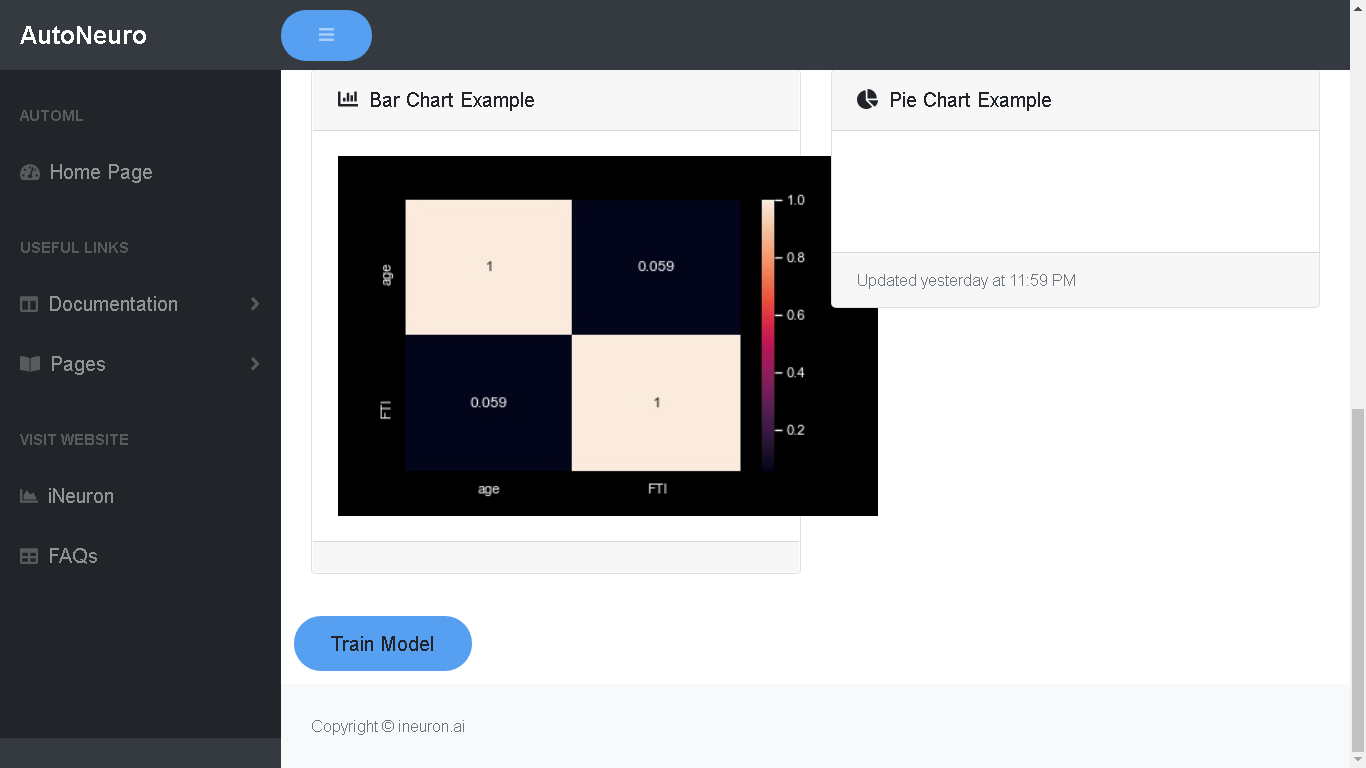 AutoNeuro
AUTOML
Home Page
USEFUL LINKS
Documentation
Pages
VISIT WEBSITE
iNeuron
FAQs
Bar Chart Example
1.0
age
1
0.059
0.8
0.6
0.4
FTI
0.059
1
0.2
age
FTI
Pie Chart Example
Updated yesterday at 11:59 PM
Train Model
Copyright © ineuron.ai